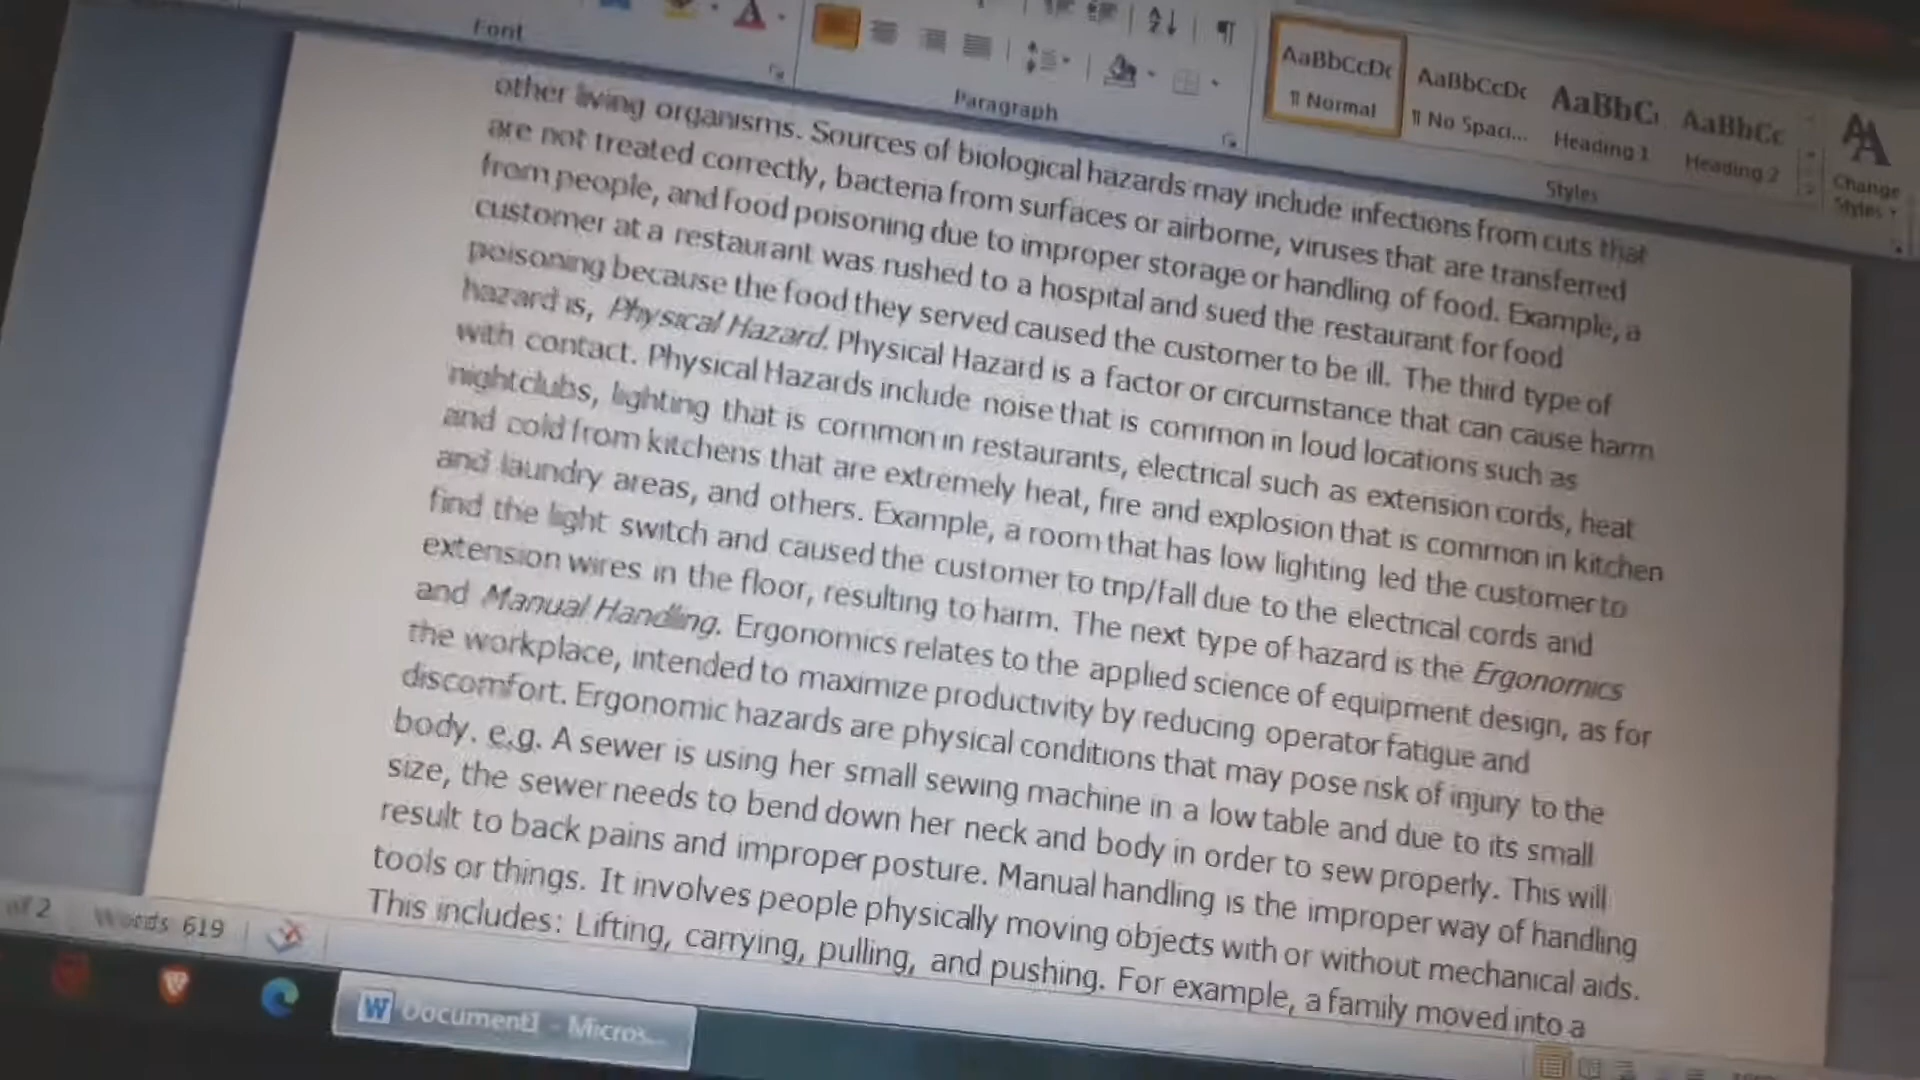 Font
Paragraph
AaBbCcDc
¶ Normal
AaBbCcDc
¶ No Spaci...
AaBbC
Heading 1
AaBbCc
Heading 2
Change
Styles
Styles
other living organisms. Sources of biological hazards may include infections from cuts that
are not treated correctly, bacteria from surfaces or airborne, viruses that are transferred
from people, and food poisoning due to improper storage or handling of food. Example, a
customer at a restaurant was rushed to a hospital and sued the restaurant for food
poisoning because the food they served caused the customer to be ill. The third type of
hazard is, Physical Hazard. Physical Hazard is a factor or circumstance that can cause harm
with contact. Physical Hazards include noise that is common in loud locations such as
nightclubs, lighting that is common in restaurants, electrical such as extension cords, heat
and cold from kitchens that are extremely heat, fire and explosion that is common in kitchen
and laundry areas, and others. Example, a room that has low lighting led the customer to
find the light switch and caused the customer to trip/fall due to the electrical cords and
extension wires in the floor, resulting to harm. The next type of hazard is the Ergonomics
and Manual Handling. Ergonomics relates to the applied science of equipment design, as for
the workplace, intended to maximize productivity by reducing operator fatigue and
discomfort. Ergonomic hazards are physical conditions that may pose risk of injury to the
body. e.g. A sewer is using her small sewing machine in a low table and due to its small
size, the sewer needs to bend down her neck and body in order to sew properly. This will
result to back pains and improper posture. Manual handling is the improper way of handling
tools or things. It involves people physically moving objects with or without mechanical aids.
This includes: Lifting, carrying, pulling, and pushing. For example, a family moved into a
of 2
Words 619
Document1 - Micros...